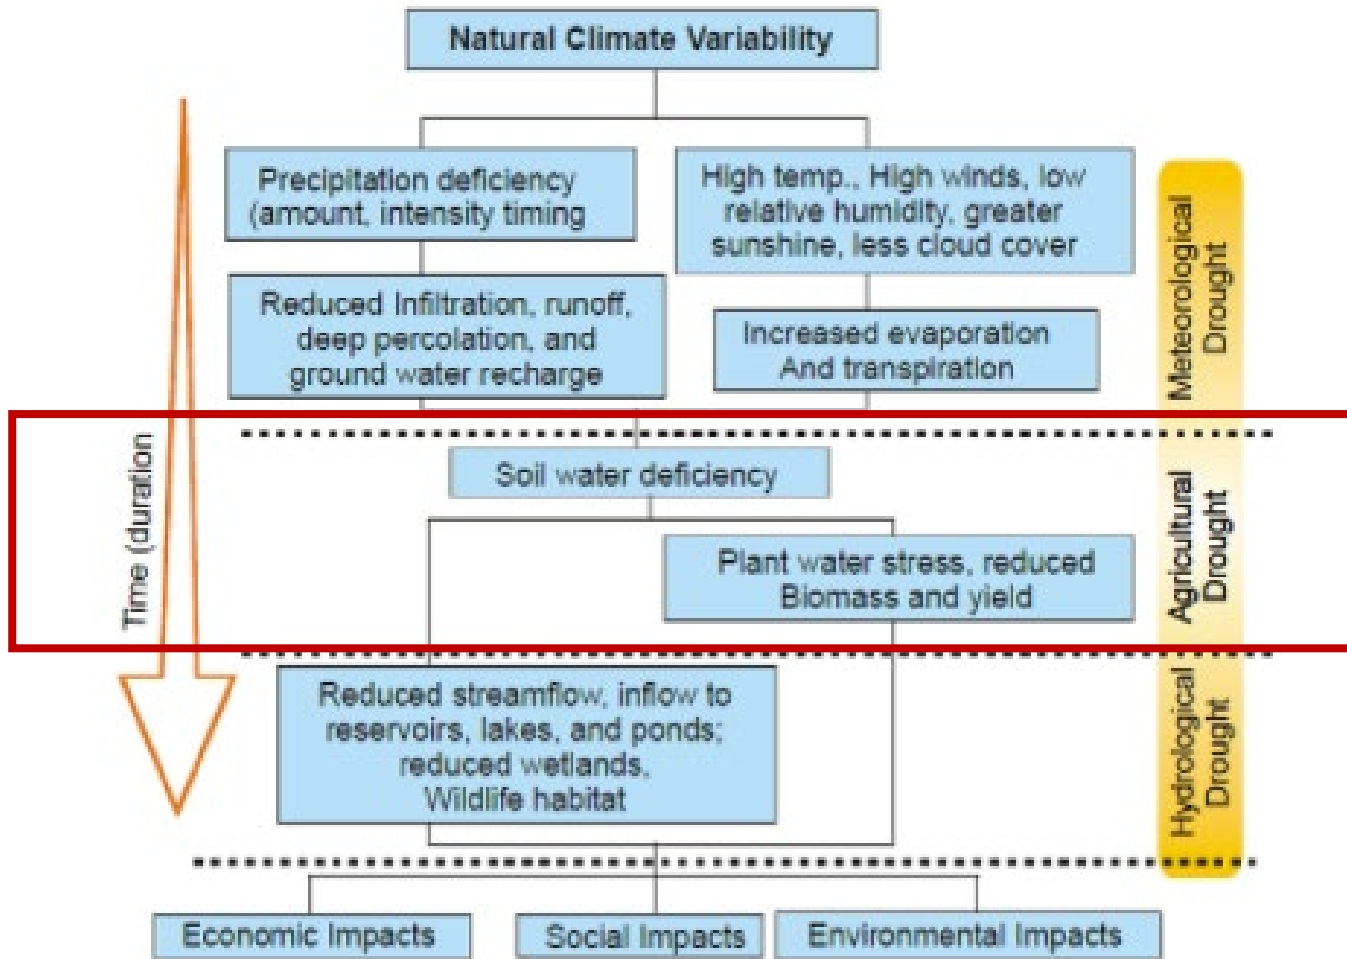 Natural Climate Variability
Precipitation deficiency
(amount, intensity timing
High temp., High winds, low
relative humidity, greater
sunshine, less cloud cover
Reduced Infiltration, runoff,
deep percolation, and
ground water recharge
Increased evaporation
And transpiration
Meteorological
Drought
Time (duration
Soil water deficiency
Plant water stress, reduced
Biomass and yield
Agricultural
Drought
Reduced streamflow, inflow to
reservoirs, lakes, and ponds;
reduced wetlands,
Wildlife habitat
Hydrological
Drought
Economic Impacts
Social Impacts
Environmental Impacts